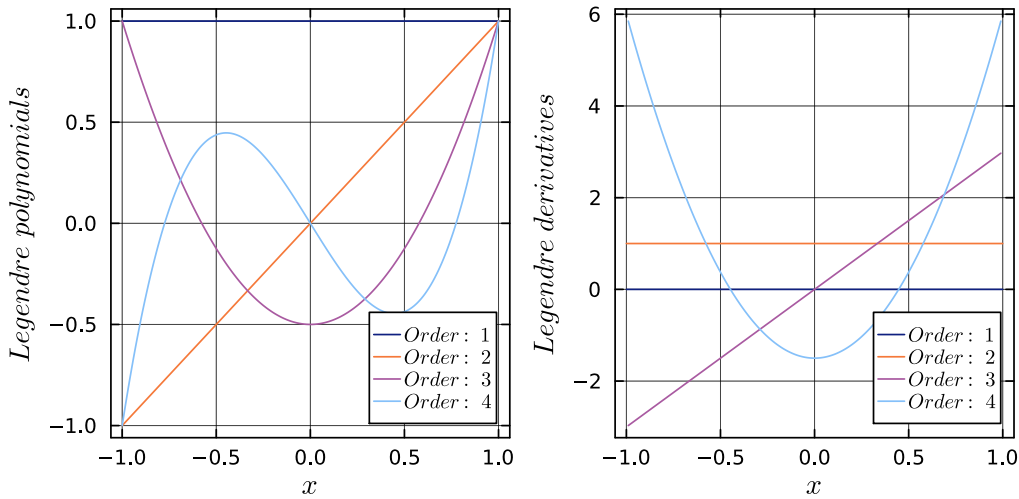 Legendre polynomials
1.0
0.5
0.0
−0.5
−1.0
−1.0 −0.5 0.0 0.5 1.0
x
Order: 1
Order: 2
Order: 3
Order: 4
Legendre derivatives
6
4
2
0
−2
−1.0 −0.5 0.0 0.5 1.0
x
Order: 1
Order: 2
Order: 3
Order: 4